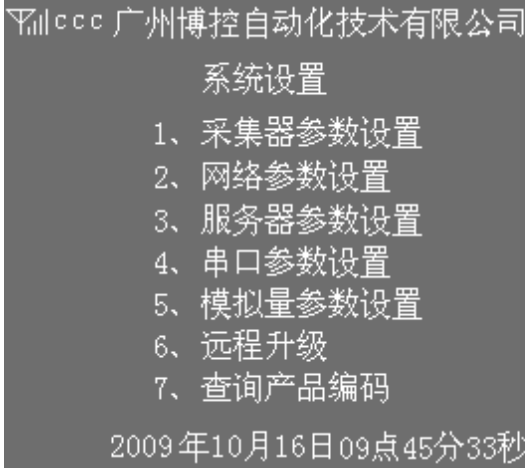 ccc 广州博控自动化技术有限公司
系统设置
1、采集器参数设置
2、网络参数设置
3、服务器参数设置
4、串口参数设置
5、模拟量参数设置
6、远程升级
7、查询产品编码
2009年10月16日09点45分33秒